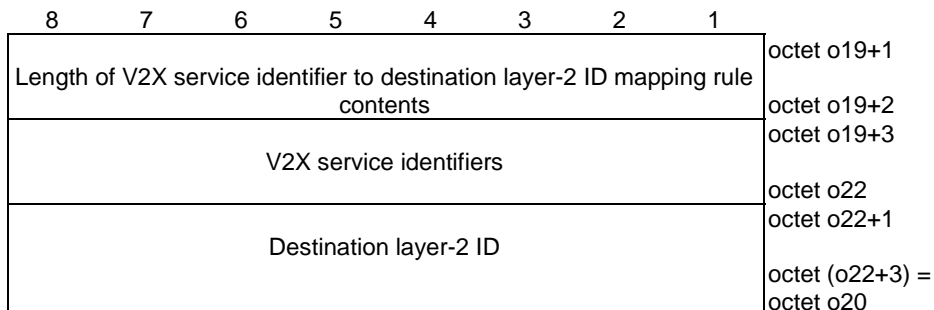 8 7 6 5 4 3 2 1
octet o19+1
Length of V2X service identifier to destination layer-2 ID mapping rule
contents
octet o19+2
octet o19+3
V2X service identifiers
octet o22
octet o22+1
Destination layer-2 ID
octet (o22+3) =
octet o20